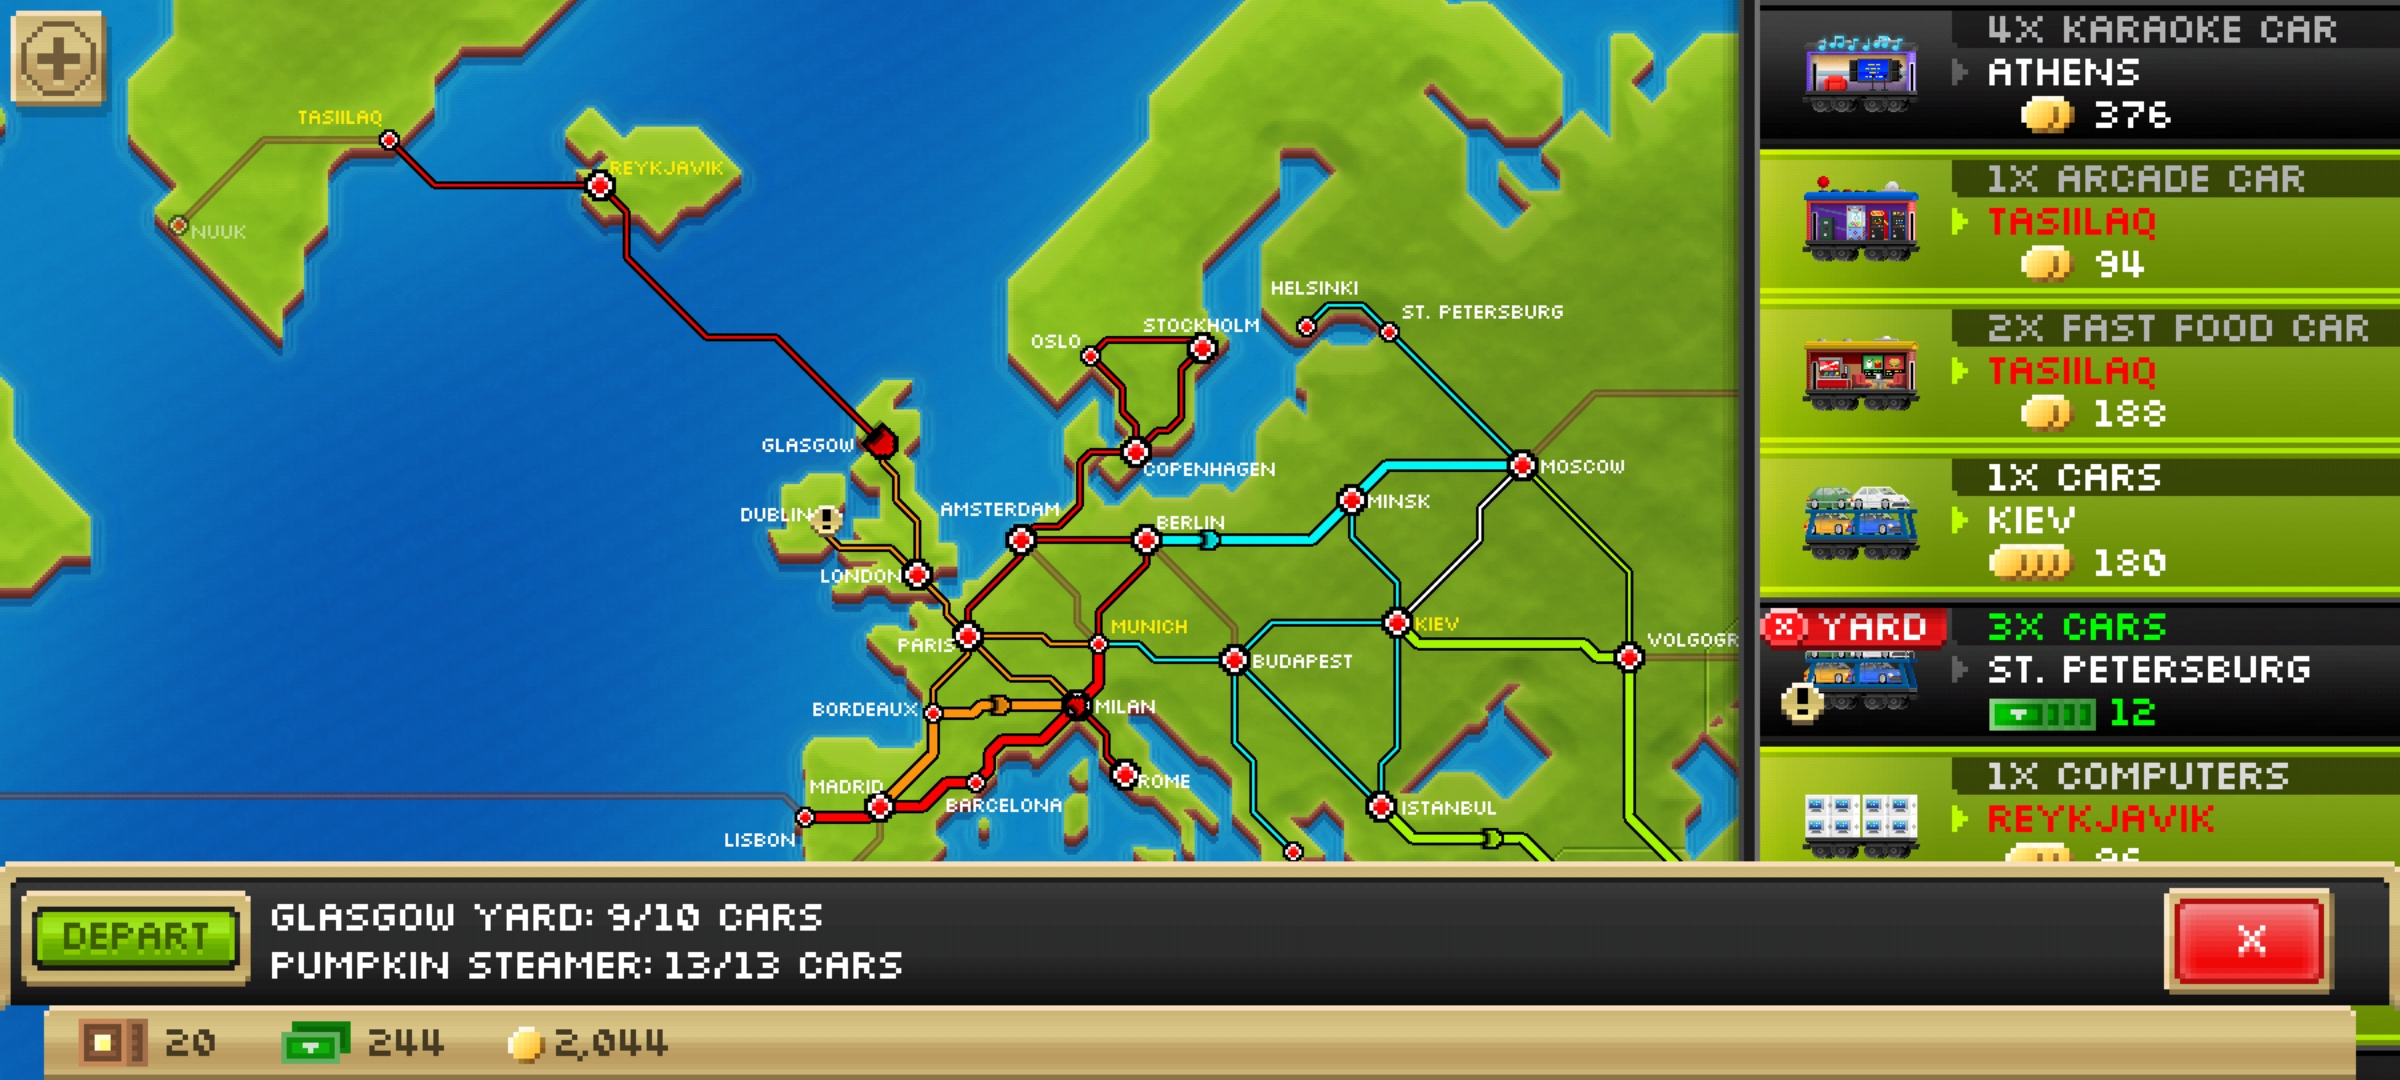 TASIILAQ
REYKJAVIK
NUUK
HELSINKI
ST. PETERSBURG
STOCKHOLM
OSLO
GLASGOW
COPENHAGEN
MOSCOW
MINSK
AMSTERDAM
DUBLIN
BERLIN
LONDON
PARIS
MUNICH
KIEV
BUDAPEST
VOLGOGR
BORDEAUX
MILAN
MADRID
ROME
BARCELONA
ISTANBUL
LISBON
4X KARAOKE CAR
ATHENS
376
1X ARCADE CAR
TASIILAQ
94
2X FAST FOOD CAR
TASIILAQ
188
1X CARS
KIEV
180
X YARD
3X CARS
ST. PETERSBURG
12
1X COMPUTERS
REYKJAVIK
DEPART
GLASGOW YARD: 9/10 CARS
PUMPKIN STEAMER: 13/13 CARS
X
20
244
2,044